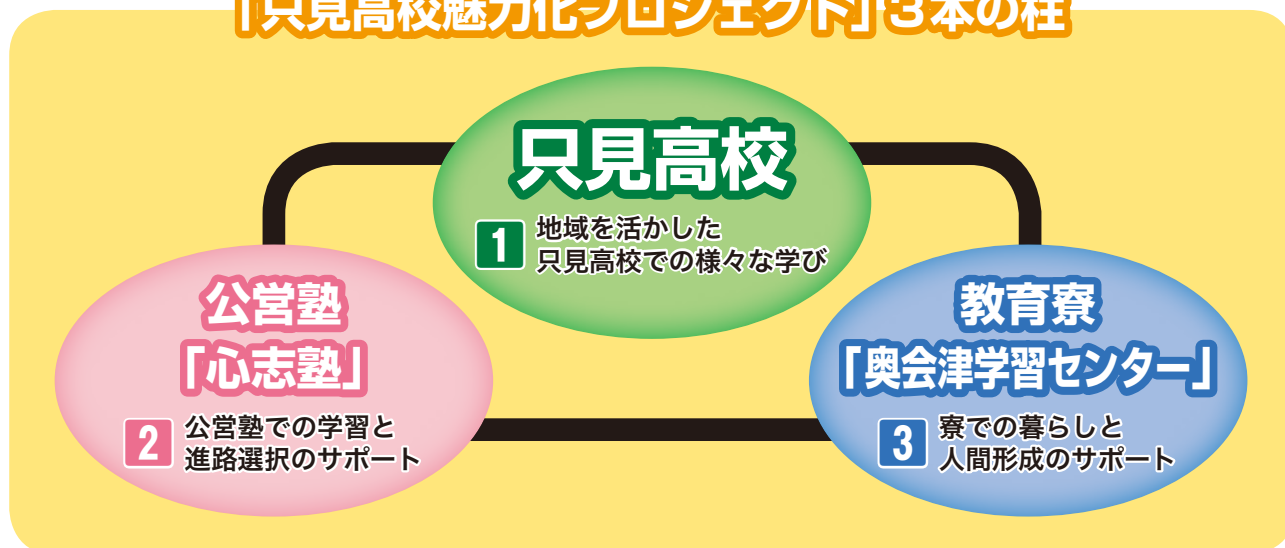 「只見高校魅力化プロジェクト」3本の柱
只見高校
1 地域を活かした
只見高校での様々な学び
公営塾
「心志塾」
2 公営塾での学習と
進路選択のサポート
教育寮
「奥会津学習センター」
3 寮での暮らしと
人間形成のサポート